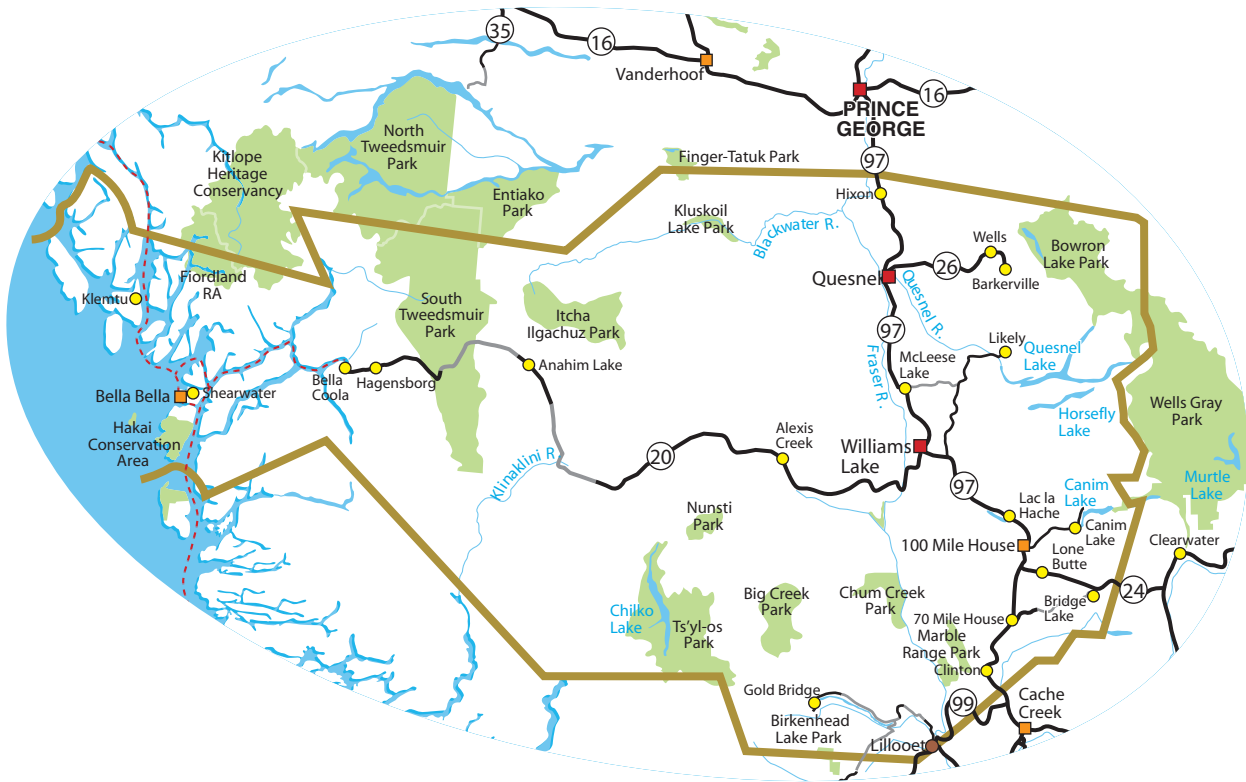 35
16
Vanderhoof
16
PRINCE
GEORGE
North
Tweedsmuir
Park
Kitlope
Heritage
Conservancy
Finger-Tatuk Park
97
Entiako
Park
Hixon
Kluskoil
Lake Park
Blackwater R.
Wells
Bowron
Lake Park
26
Barkerville
Quesnel
Quesnel R.
Fiordland
RA
Klemtu
South
Tweedsmuir
Park
Itcha
Ilgachuz Park
97
Likely
Quesnel
Lake
McLeese
Lake
Fraser R.
Anahim Lake
Bella
Coola
Hagensborg
Shearwater
Bella Bella
Horsefly
Lake
Wells Gray
Park
Hakai
Conservation
Area
Alexis
Creek
Williams
Lake
20
Klinaklini R
97
Murtle
Lake
Canim
Lake
Lac la
Hache
Nunsti
Park
Canim
Lake
100 Mile House
Clearwater
Lone
Butte
24
Bridge
Lake
Big Creek
Park
Chum Creek
Park
Chilko
Lake
Ts'yl-os
Park
70 Mile House
Marble
Range Park
Clinton
Gold Bridge
99
Cache
Creek
Birkenhead
Lake Park
Lillooet